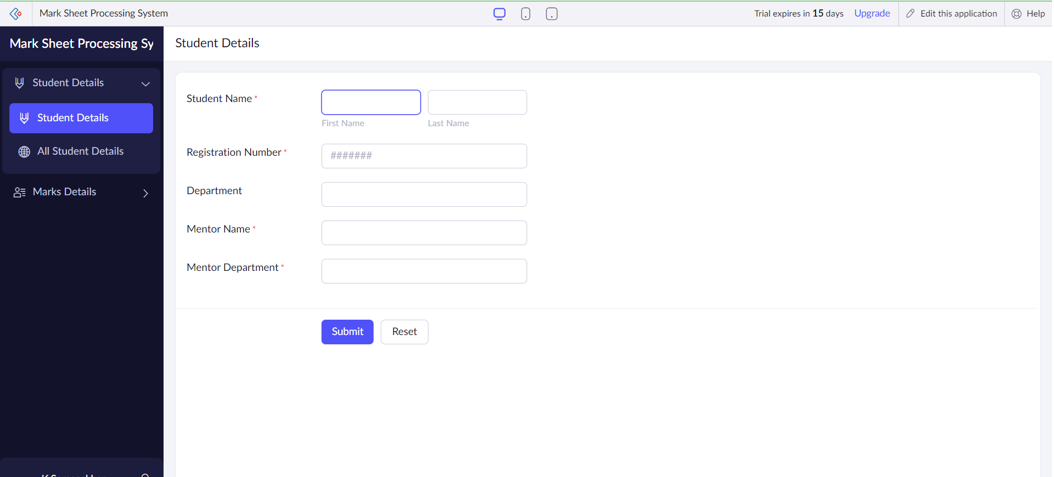 Mark Sheet Processing System
Trial expires in 15 days Upgrade Edit this application Help
Mark Sheet Processing Sy
Student Details
Student Details
Student Details
All Student Details
Marks Details
Student Name *
First Name Last Name
Registration Number *
#######
Department
Mentor Name *
Mentor Department *
Submit Reset